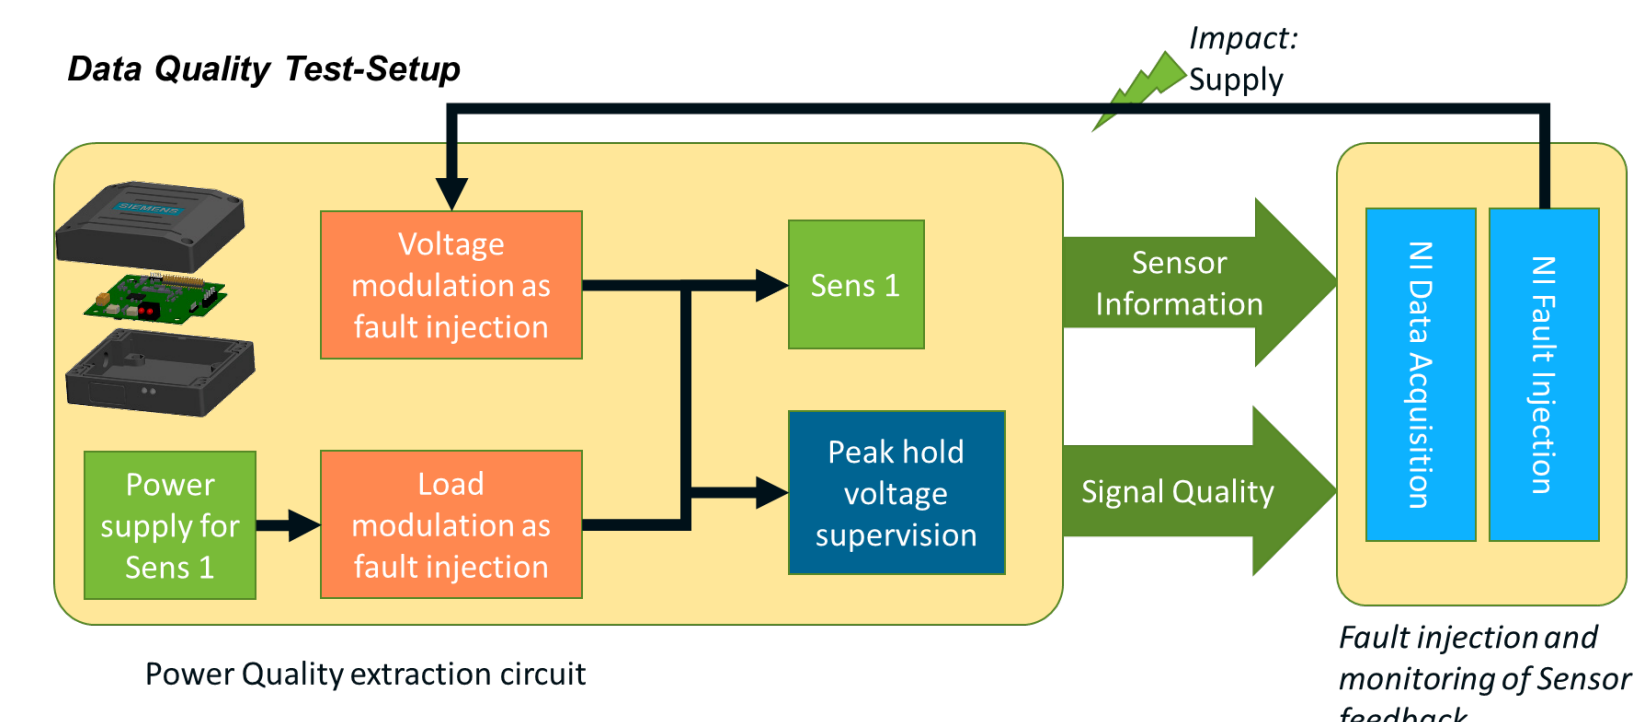 Impact:
Supply
Data Quality Test-Setup
SIEMENS
Voltage
modulation as
fault injection
Sens 1
Sensor
Information
NI Data Acquisition
NI Fault Injection
Power
supply for
Sens 1
Load
modulation as
fault injection
Peak hold
voltage
supervision
Signal Quality
Power Quality extraction circuit
Fault injection and
monitoring of Sensor
feedback